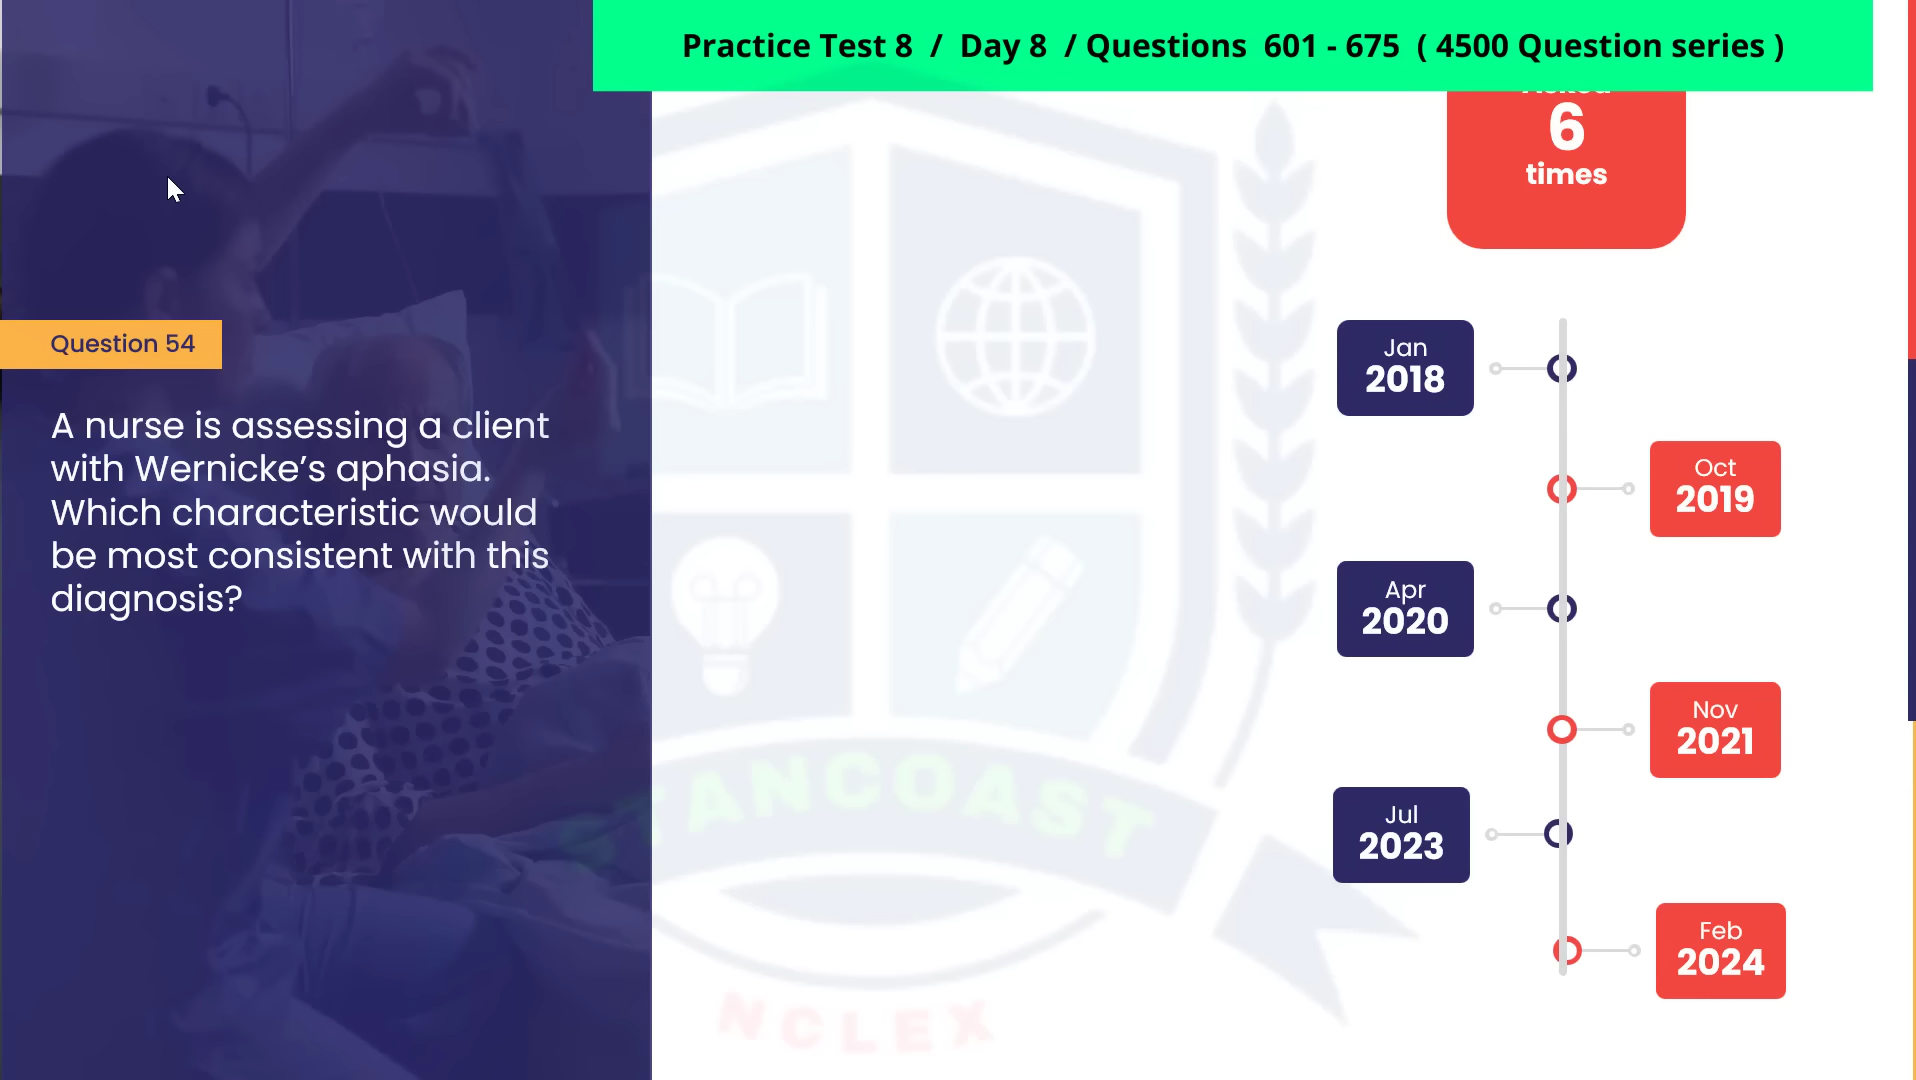 Practice Test 8 / Day 8 / Questions 601 - 675 ( 4500 Question series )
6
times
Question 54
A nurse is assessing a client
with Wernicke's aphasia.
Which characteristic would
be most consistent with this
diagnosis?
Jan
2018
Oct
2019
Apr
2020
Nov
2021
Jul
2023
Feb
2024
TANCOAST
NCLEX